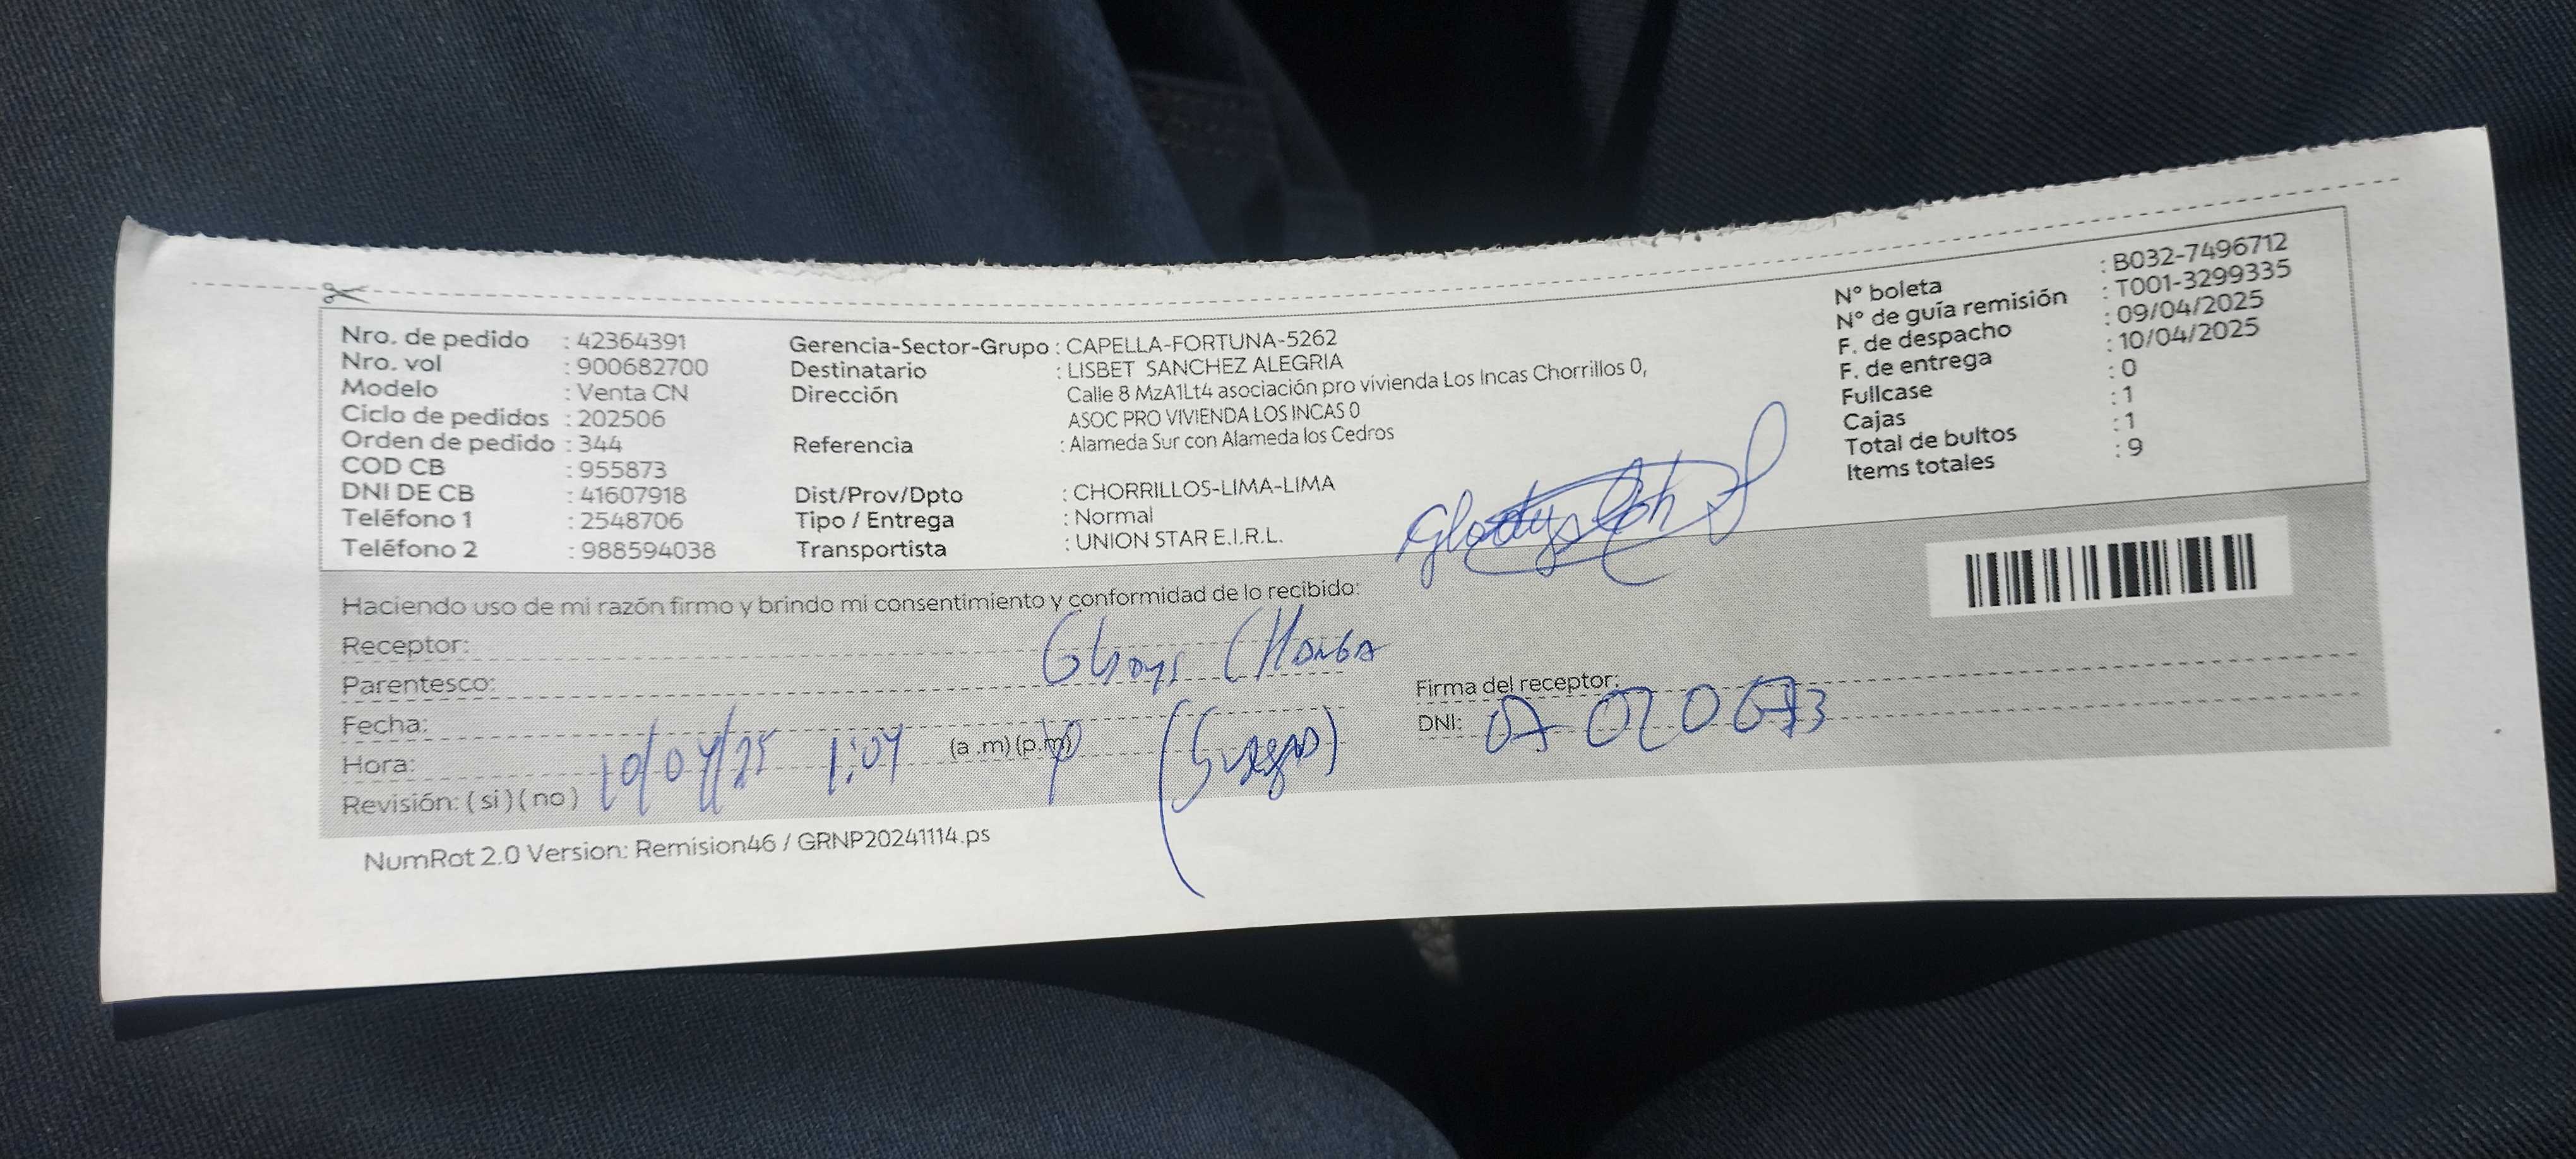 Nro. de pedido : 42364391
Nro. vol : 900682700
Modelo : Venta CN
Ciclo de pedidos : 202506
Orden de pedido : 344
COD CB : 955873
DNI DE CB : 41607918
Teléfono 1 : 2548706
Teléfono 2 : 988594038
Gerencia-Sector-Grupo : CAPELLA-FORTUNA-5262
Destinatario : LISBET SANCHEZ ALEGRIA
Dirección Calle 8 MzA1Lt4 asociación pro vivienda Los Incas Chorrillos 0,
ASOC PRO VIVIENDA LOS INCAS 0
Referencia : Alameda Sur con Alameda los Cedros
Dist/Prov/Dpto : CHORRILLOS-LIMA-LIMA
Tipo / Entrega : Normal
Transportista : UNION STAR E.I.R.L.
N° boleta : B032-7496712
N° de guía remisión : T001-3299335
F. de despacho : 09/04/2025
F. de entrega : 10/04/2025
Fullcase : 0
Cajas : 1
Total de bultos : 1
Items totales : 9
Haciendo uso de mi razón firmo y brindo mi consentimiento y conformidad de lo recibido:
Receptor:
Parentesco:
Fecha:
Hora: 10/04/25 1:04 (a .m) (p.m) (Suegra)
Revisión: ( si ) ( no )
Firma del receptor:
DNI:
NumRot 2.0 Version: Remision46 / GRNP20241114.ps